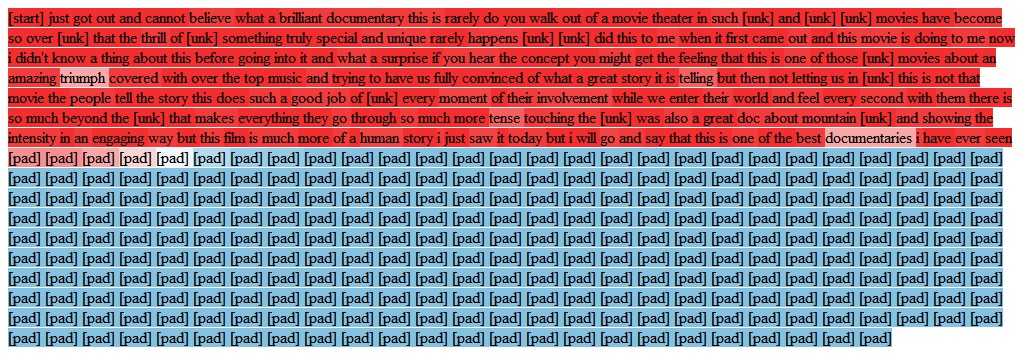 [start] just got out and cannot believe what a brilliant documentary this is rarely do you walk out of a movie theater in such [unk] and [unk] [unk] movies have become
so over [unk] that the thrill of [unk] something truly special and unique rarely happens [unk] [unk] did this to me when it first came out and this movie is doing to me now
i didn't know a thing about this before going into it and what a surprise if you hear the concept you might get the feeling that this is one of those [unk] movies about an
amazing triumph covered with over the top music and trying to have us fully convinced of what a great story it is telling but then not letting us in [unk] this is not that
movie the people tell the story this does such a good job of [unk] every moment of their involvement while we enter their world and feel every second with them there is
so much beyond the [unk] that makes everything they go through so much more tense touching the [unk] was also a great doc about mountain [unk] and showing the
intensity in an engaging way but this film is much more of a human story i just saw it today but i will go and say that this is one of the best documentaries i have ever seen
[pad] [pad] [pad] [pad] [pad] [pad] [pad] [pad] [pad] [pad] [pad] [pad] [pad] [pad] [pad] [pad] [pad] [pad] [pad] [pad] [pad] [pad] [pad] [pad] [pad] [pad] [pad]
[pad] [pad] [pad] [pad] [pad] [pad] [pad] [pad] [pad] [pad] [pad] [pad] [pad] [pad] [pad] [pad] [pad] [pad] [pad] [pad] [pad] [pad] [pad] [pad] [pad] [pad] [pad]
[pad] [pad] [pad] [pad] [pad] [pad] [pad] [pad] [pad] [pad] [pad] [pad] [pad] [pad] [pad] [pad] [pad] [pad] [pad] [pad] [pad] [pad] [pad] [pad] [pad] [pad] [pad]
[pad] [pad] [pad] [pad] [pad] [pad] [pad] [pad] [pad] [pad] [pad] [pad] [pad] [pad] [pad] [pad] [pad] [pad] [pad] [pad] [pad] [pad] [pad] [pad] [pad] [pad] [pad]
[pad] [pad] [pad] [pad] [pad] [pad] [pad] [pad] [pad] [pad] [pad] [pad] [pad] [pad] [pad] [pad] [pad] [pad] [pad] [pad] [pad] [pad] [pad] [pad] [pad] [pad] [pad]
[pad] [pad] [pad] [pad] [pad] [pad] [pad] [pad] [pad] [pad] [pad] [pad] [pad] [pad] [pad] [pad] [pad] [pad] [pad] [pad] [pad] [pad] [pad] [pad] [pad] [pad] [pad]
[pad] [pad] [pad] [pad] [pad] [pad] [pad] [pad] [pad] [pad] [pad] [pad] [pad] [pad] [pad] [pad] [pad] [pad] [pad] [pad] [pad] [pad] [pad] [pad] [pad] [pad] [pad]
[pad] [pad] [pad] [pad] [pad] [pad] [pad] [pad] [pad] [pad] [pad] [pad] [pad] [pad] [pad] [pad] [pad] [pad] [pad] [pad] [pad] [pad] [pad] [pad] [pad] [pad] [pad]
[pad] [pad] [pad] [pad] [pad] [pad] [pad] [pad] [pad] [pad] [pad] [pad] [pad] [pad] [pad] [pad] [pad] [pad] [pad] [pad] [pad] [pad] [pad] [pad] [pad] [pad] [pad]
[pad] [pad] [pad] [pad] [pad] [pad] [pad] [pad] [pad] [pad] [pad] [pad] [pad] [pad] [pad] [pad] [pad] [pad] [pad] [pad] [pad] [pad] [pad] [pad]